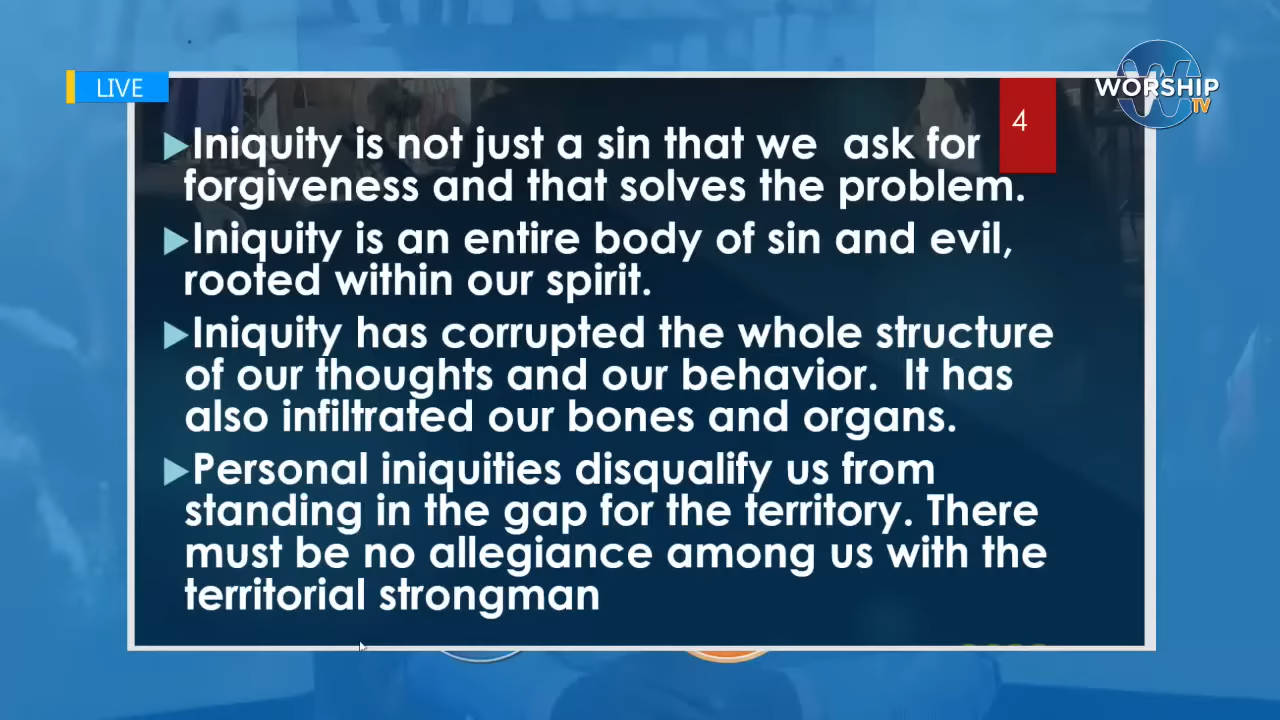 LIVE
WORSHIP
TV
4
▶Iniquity is not just a sin that we  ask for
forgiveness and that solves the problem.
▶Iniquity is an entire body of sin and evil,
rooted within our spirit.
▶Iniquity has corrupted the whole structure
of our thoughts and our behavior.  It has
also infiltrated our bones and organs.
▶Personal iniquities disqualify us from
standing in the gap for the territory. There
must be no allegiance among us with the
territorial strongman